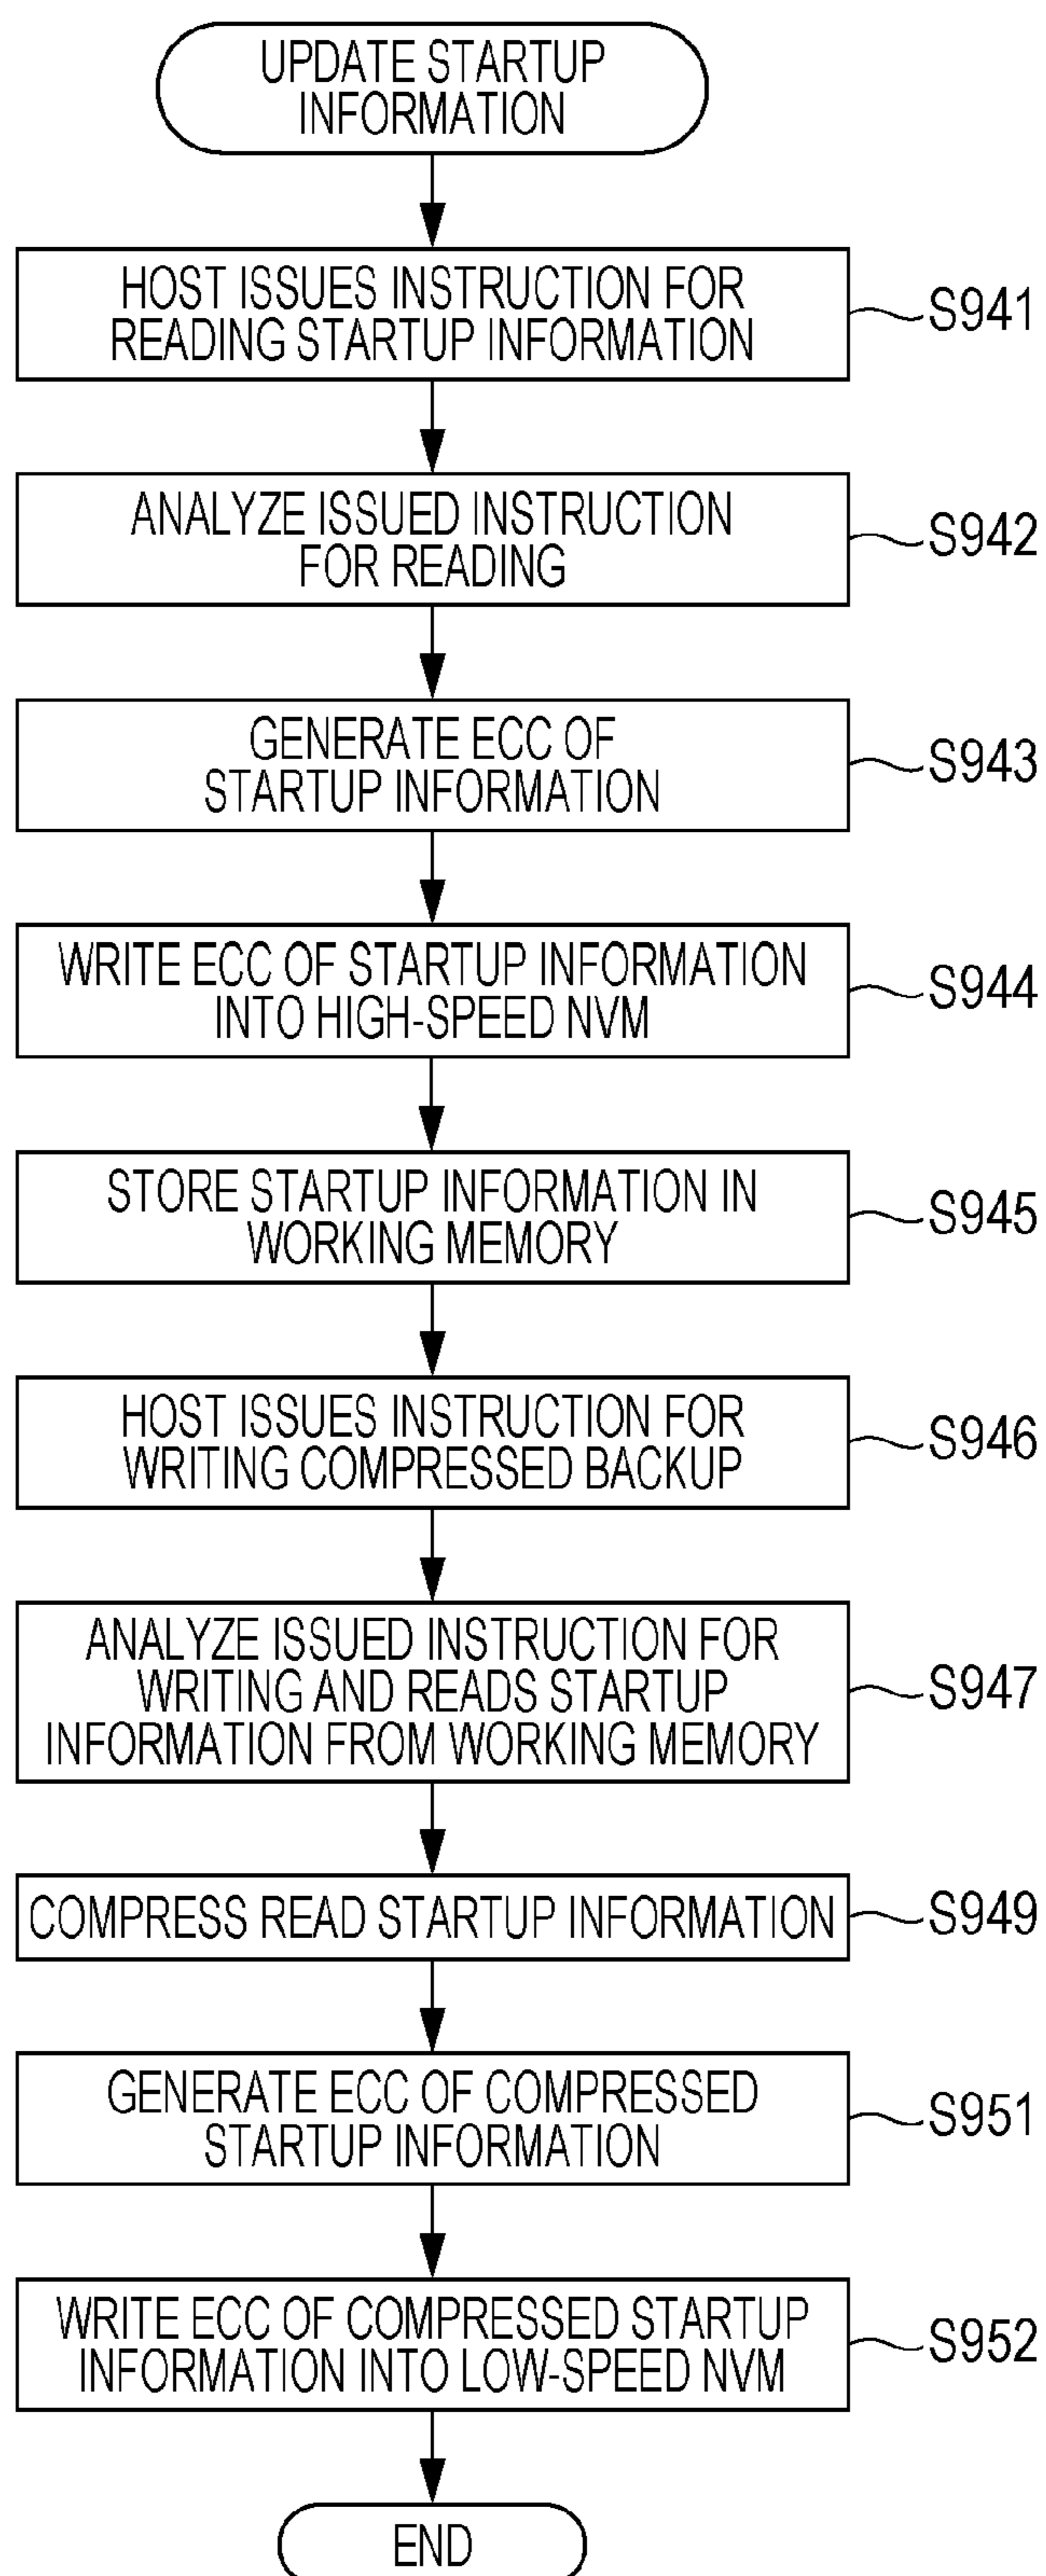 UPDATE STARTUP
INFORMATION
HOST ISSUES INSTRUCTION FOR
READING STARTUP INFORMATION
S941
ANALYZE ISSUED INSTRUCTION
FOR READING
S942
GENERATE ECC OF
STARTUP INFORMATION
S943
WRITE ECC OF STARTUP INFORMATION
INTO HIGH-SPEED NVM
S944
STORE STARTUP INFORMATION IN
WORKING MEMORY
S945
HOST ISSUES INSTRUCTION FOR
WRITING COMPRESSED BACKUP
S946
ANALYZE ISSUED INSTRUCTION FOR
WRITING AND READS STARTUP
INFORMATION FROM WORKING MEMORY
S947
COMPRESS READ STARTUP INFORMATION
S949
GENERATE ECC OF COMPRESSED
STARTUP INFORMATION
S951
WRITE ECC OF COMPRESSED STARTUP
INFORMATION INTO LOW-SPEED NVM
S952
END